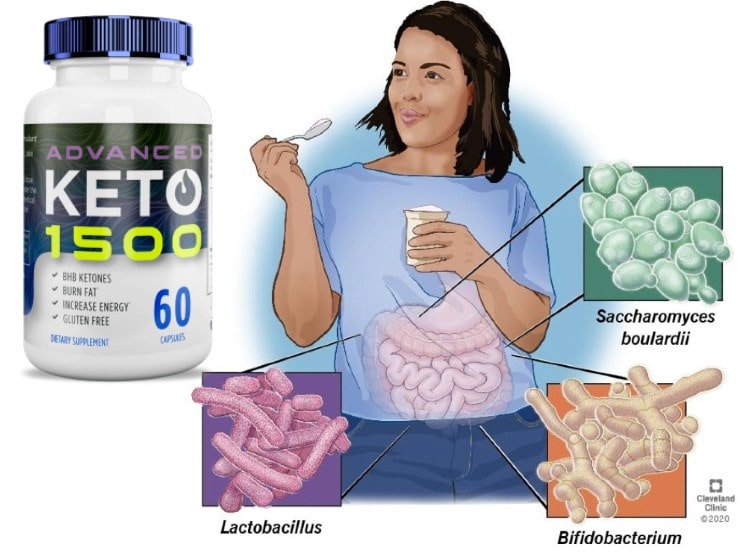 ADVANCED
KETO
1500
BHB KETONES
BURN FAT
INCREASE ENERGY
GLUTEN FREE
60
CAPSULES
DIETARY SUPPLEMENT
Saccharomyces
boulardii
Lactobacillus
Bifidobacterium
Cleveland
Clinic
©2020